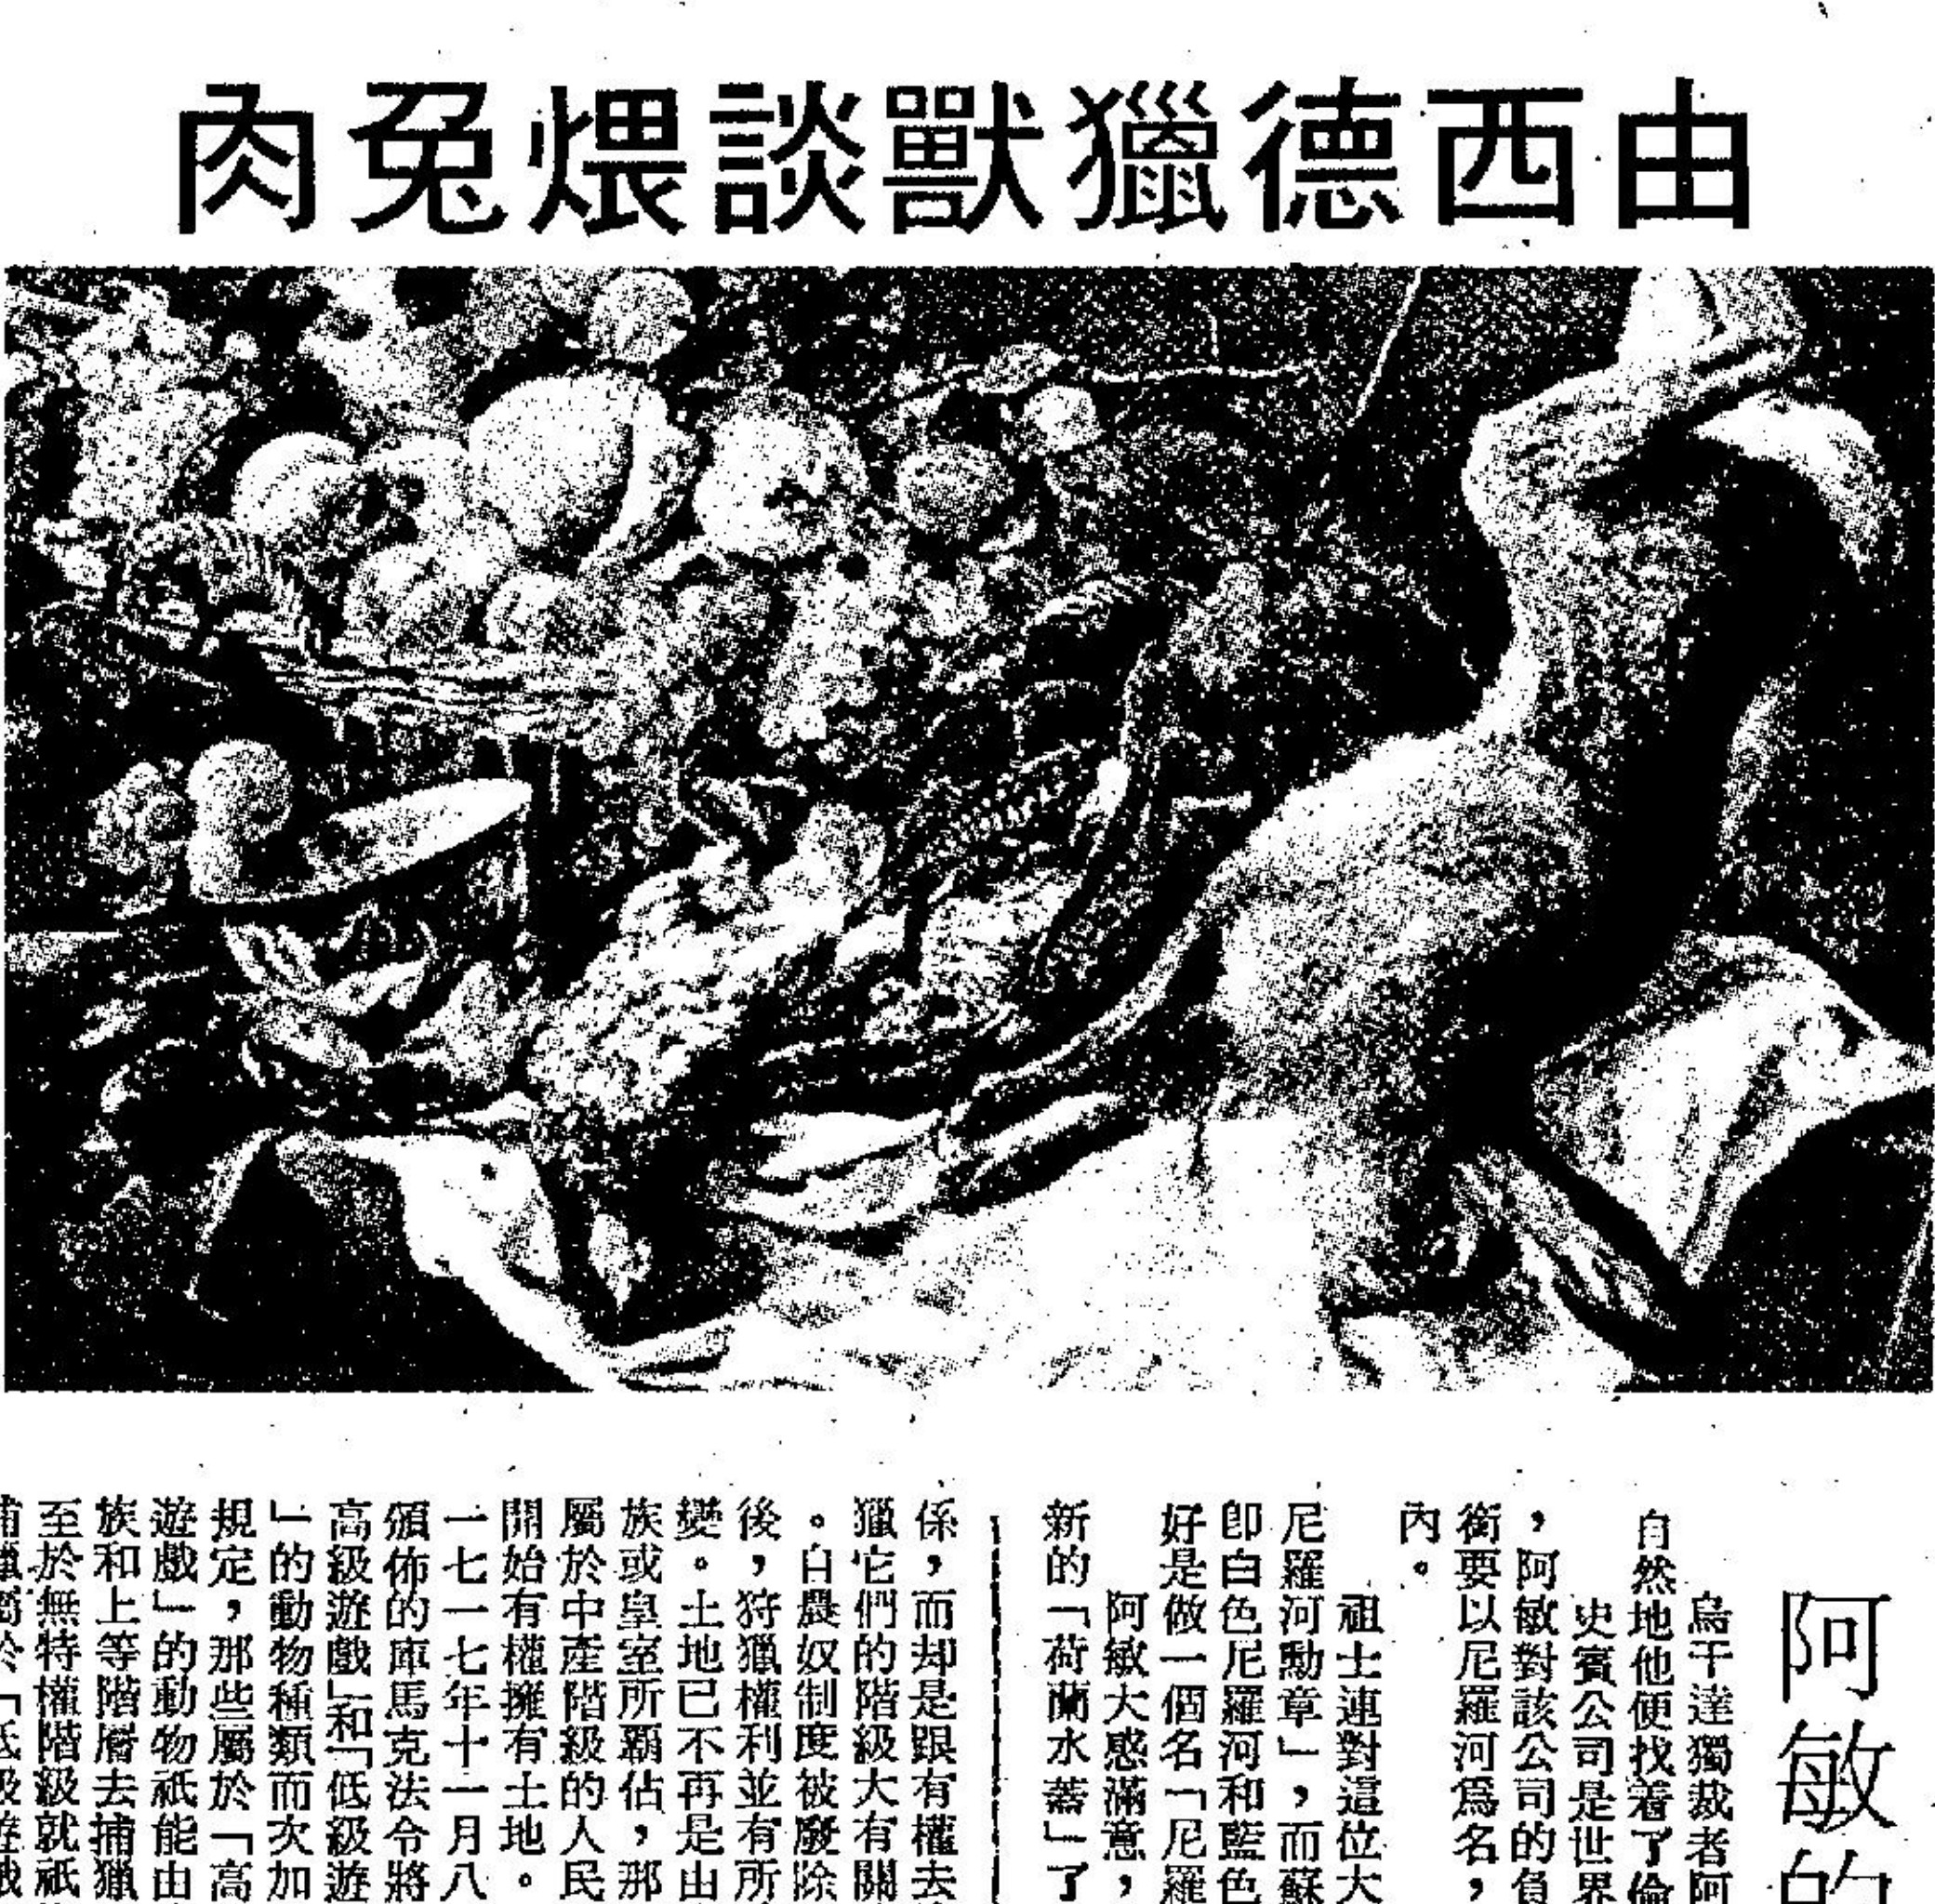 由西德獵獸談煨兔肉
阿敏的
烏干達獨裁者阿
自然地他便找着了倫
史賓公司是世界
，阿敏對該公司的負
銜要以尼羅河爲名，
內。
祖士連對這位大
尼羅河勳章」，而蘇
卽白色尼羅河和藍色
好是做一個名「尼羅
阿敏大惑滿意，
新的「荷蘭水蓋」了
係，而却是跟有權去
獵它們的階級大有關
。自農奴制度被廢除
後，狩獵權利並有所
變。土地已不再是由
族或皇室所覇佔，那
屬於中產階級的人民
開始有權擁有土地。
一七一七年十一月八
頒佈的庫馬克法令將
高級遊戲」和「低級遊
」的動物種類而次加
規定，那些屬於「高
遊戲」的動物祇能由
族和上等階層去捕獵
至於無特權階級就祇